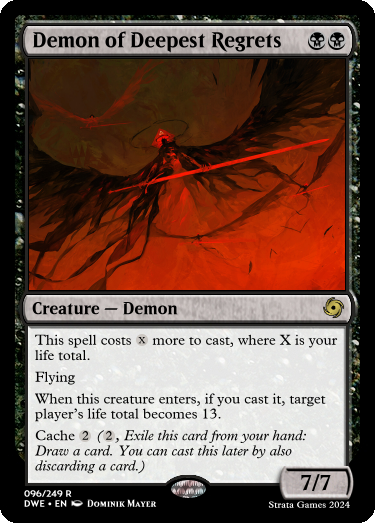 Demon of Deepest Regrets
Creature — Demon
This spell costs X more to cast, where X is your
life total.
Flying
When this creature enters, if you cast it, target
player's life total becomes 13.
Cache 2 (2, Exile this card from your hand:
Draw a card. You can cast this later by also
discarding a card.)
7/7
096/249 R
DWE • EN Dominik Mayer
Strata Games 2024